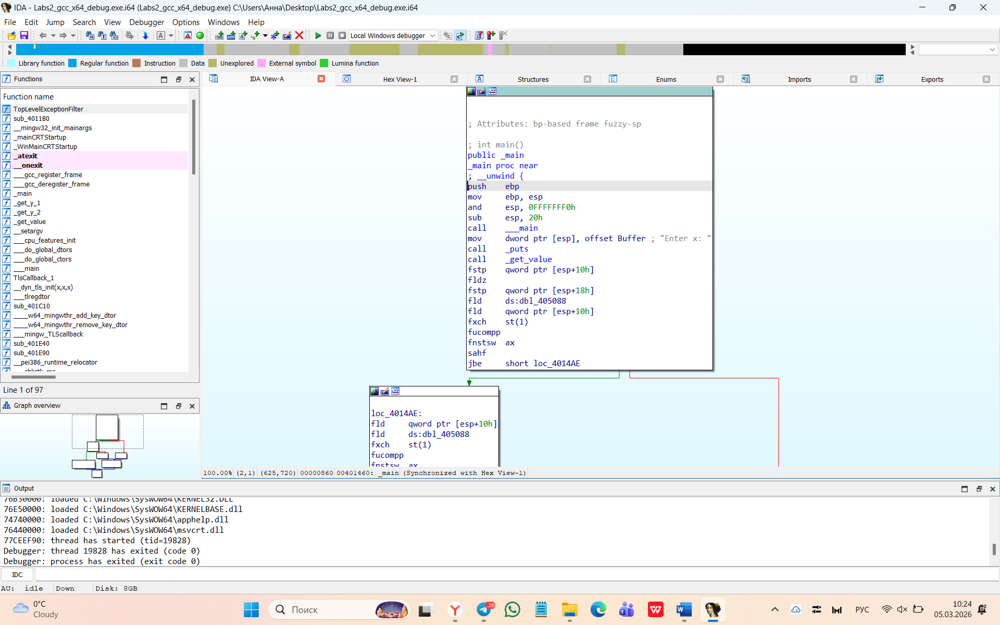 IDA - Labs2_gcc_x64_debug.exe.i64 (Labs2_gcc_x64_debug.exe) C:\Users\Анна\Desktop\Labs2_gcc_x64_debug.exe.i64
File Edit Jump Search View Debugger Options Windows Help
Local Windows debugger
Library function Regular function Instruction Data Unexplored External symbol Lumina function
Functions
IDA View-A
Hex View-1
Structures
Enums
Imports
Exports
Function name
TopLevelExceptionFilter
sub_4011B0
__mingw32_init_mainargs
_mainCRTStartup
_WinMainCRTStartup
_atexit
__onexit
___gcc_register_frame
___gcc_deregister_frame
_main
_get_y_1
_get_y_2
_get_value
__setargv
___cpu_features_init
___do_global_dtors
___do_global_ctors
___main
TlsCallback_1
__dyn_tls_init(x,x,x)
___tlregdtor
sub_401C10
____w64_mingwthr_add_key_dtor
____w64_mingwthr_remove_key_dtor
___mingw_TLScallback
sub_401E40
sub_401E90
__pei386_runtime_relocator
Line 1 of 97
Graph overview
; Attributes: bp-based frame fuzzy-sp
; int main()
public _main
_main proc near
; __unwind {
push ebp
mov ebp, esp
and esp, 0FFFFFFF0h
sub esp, 20h
call ___main
mov dword ptr [esp], offset Buffer ; "Enter x: "
call _puts
call _get_value
fstp qword ptr [esp+10h]
fldz
fstp qword ptr [esp+18h]
fld ds:dbl_405088
fld qword ptr [esp+10h]
fxch st(1)
fucompp
fnstsw ax
sahf
jbe short loc_4014AE
loc_4014AE:
fld qword ptr [esp+10h]
fld ds:dbl_405088
fxch st(1)
fucompp
fnstsw ax
100.00% (2,1) (625,720) 00000860 00401460: _main (Synchronized with Hex View-1)
Output
76B30000: loaded C:\Windows\SysWOW64\KERNEL32.DLL
76E50000: loaded C:\Windows\SysWOW64\KERNELBASE.dll
74740000: loaded C:\Windows\SysWOW64\apphelp.dll
76440000: loaded C:\Windows\SysWOW64\msvcrt.dll
77CEEF90: thread has started (tid=19828)
Debugger: thread 19828 has exited (code 0)
Debugger: process has exited (exit code 0)
IDC
AU: idle Down Disk: 8GB
0°C
Cloudy
Поиск
28
РУС
10:24
05.03.2026